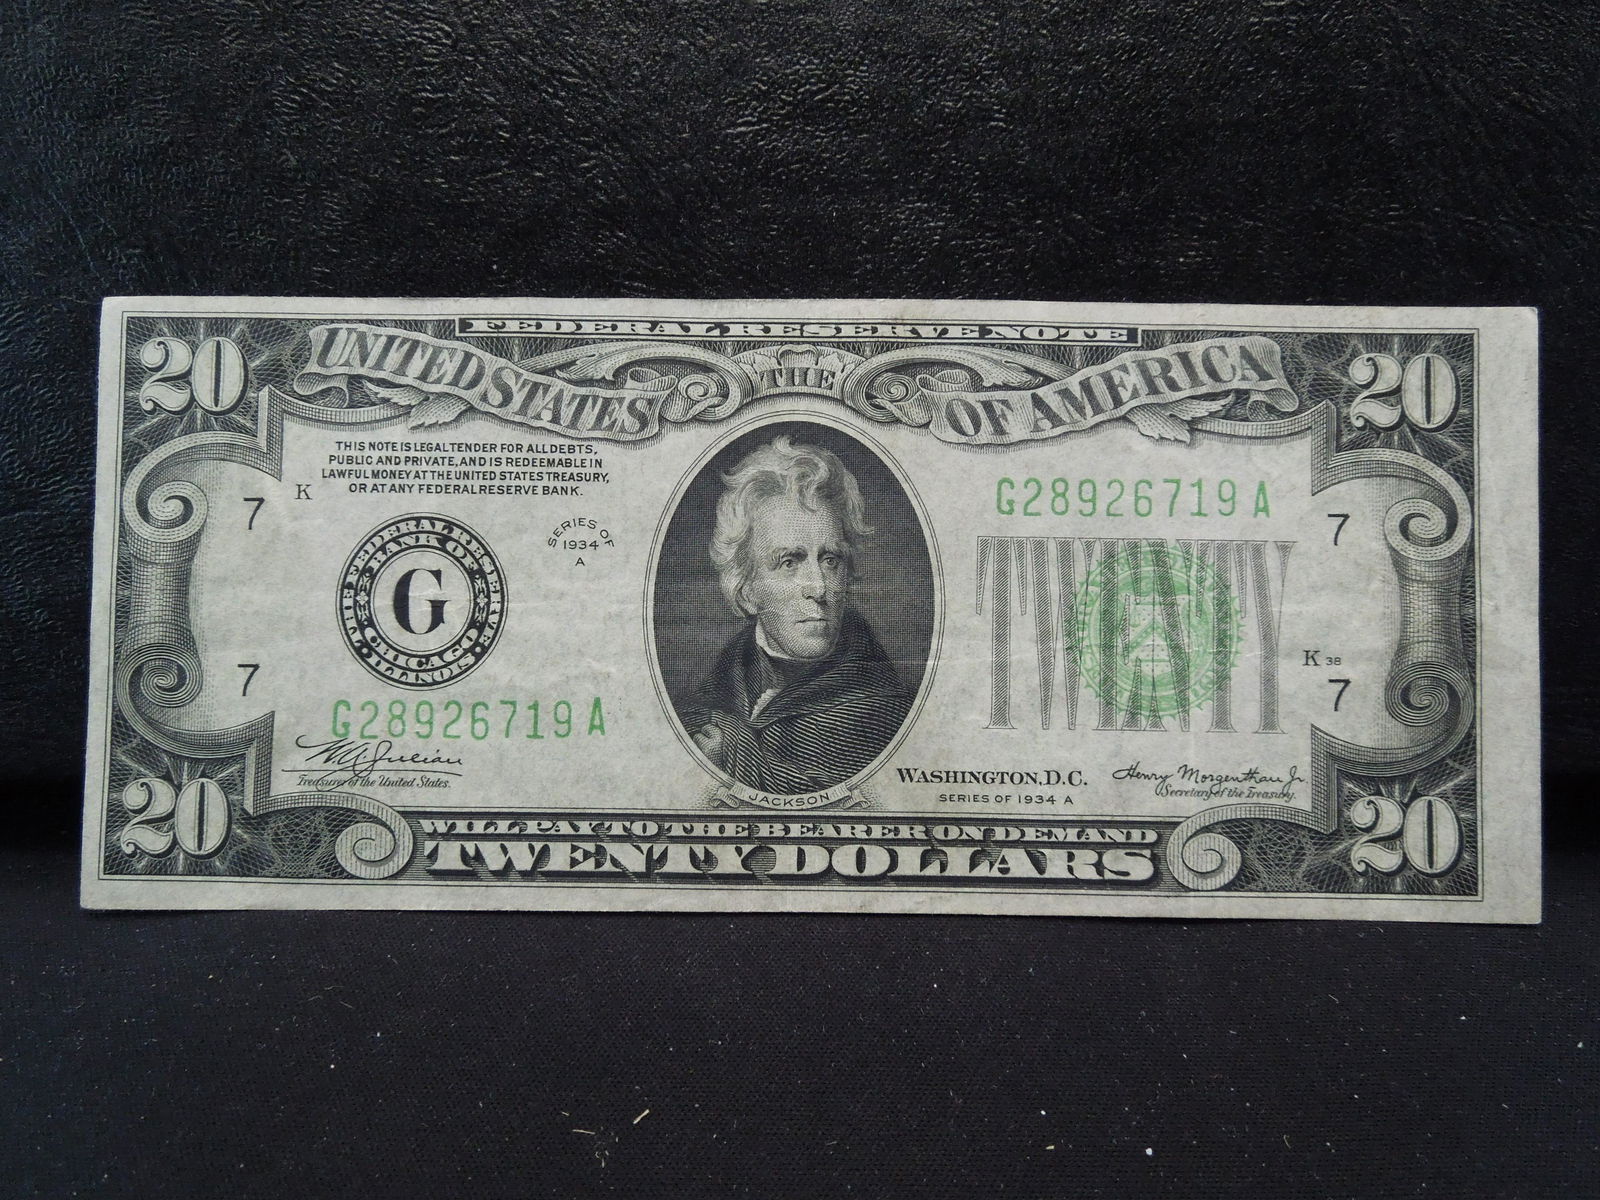 FEDERAL RESERVE NOTE
UNITED STATES THE OF AMERICA
20
20
THIS NOTE IS LEGAL TENDER FOR ALL DEBTS,
PUBLIC AND PRIVATE, AND IS REDEEMABLE IN
LAWFUL MONEY AT THE UNITED STATES TREASURY,
OR AT ANY FEDERAL RESERVE BANK.
K
7
G28926719A
7
SERIES OF
1934
A
FEDERAL RESERVE
BANK OF
G
CHICAGO
ILLINOIS
TWENTY
7
K 38
7
G28926719A
W A Julian
Treasurer of the United States.
JACKSON
WASHINGTON, D.C.
SERIES OF 1934 A
Henry Morgenthau Jr.
Secretary of the Treasury.
20
20
WILL PAY TO THE BEARER ON DEMAND
TWENTY DOLLARS